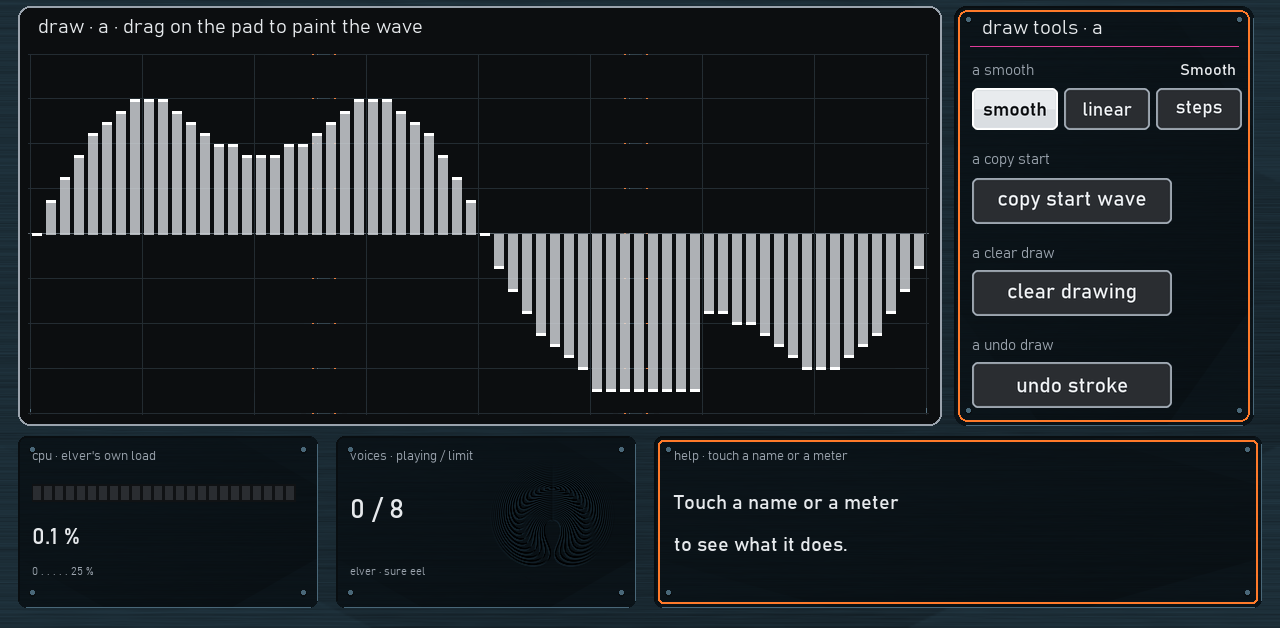 draw · a · drag on the pad to paint the wave
draw tools · a
a smooth
Smooth
smooth
linear
steps
a copy start
copy start wave
a clear draw
clear drawing
a undo draw
undo stroke
cpu · elver's own load
0.1 %
0 . . . . . 25 %
voices · playing / limit
0 / 8
elver · sure eel
help · touch a name or a meter
Touch a name or a meter
to see what it does.